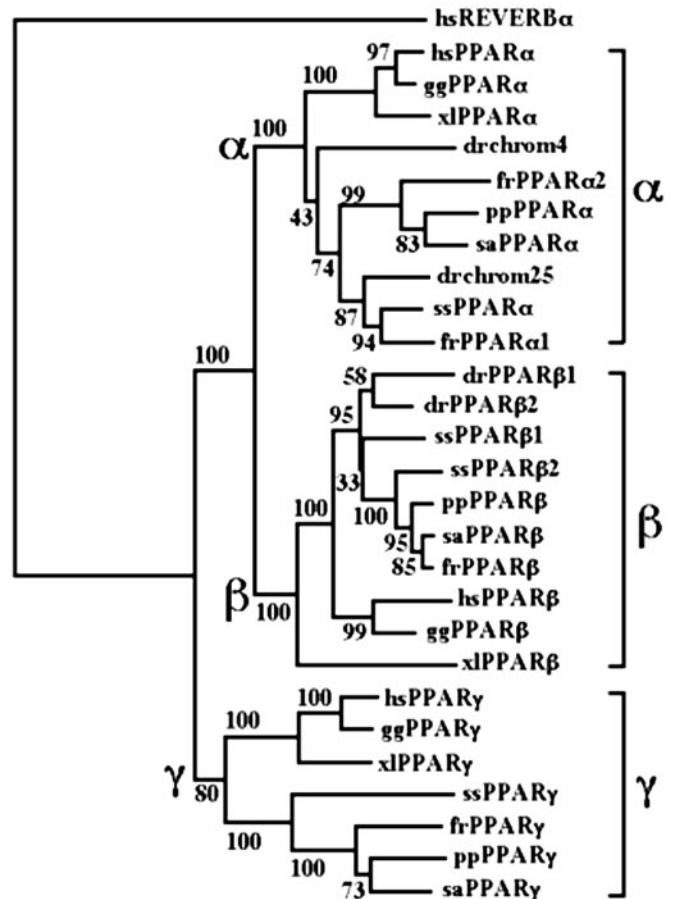 hsREVERBα
97
hsPPARα
100
ggPPARα
xlPPARα
100
α
drchrom4
99
frPPARα2
α
43
ppPPARα
83
saPPARα
74
drchrom25
87
ssPPARα
94
frPPARα1
100
58
drPPARβ1
95
drPPARβ2
ssPPARβ1
33
ssPPARβ2
100
100
ppPPARβ
β
95
saPPARβ
85
frPPARβ
β
100
hsPPARβ
99
ggPPARβ
xlPPARβ
100
hsPPARγ
100
ggPPARγ
xlPPARγ
γ
80
ssPPARγ
γ
100
frPPARγ
100
ppPPARγ
73
saPPARγ